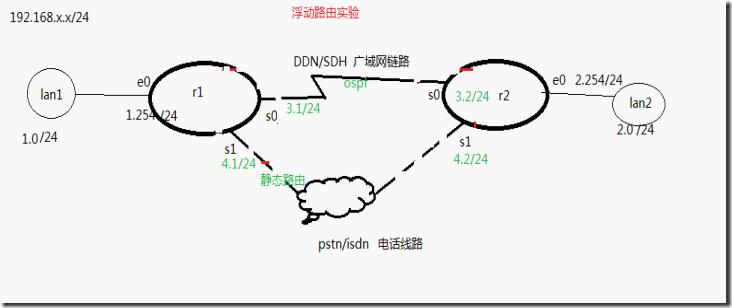 浮动路由实验
192.168.x.x/24
DDN/SDH 广域网链路
ospf
lan1
e0
r1
s0
3.1/24
s0
3.2/24
r2
e0
2.254/24
lan2
1.0/24
1.254/24
2.0/24
s1
4.1/24
s1
4.2/24
静态路由
pstn/isdn 电话线路